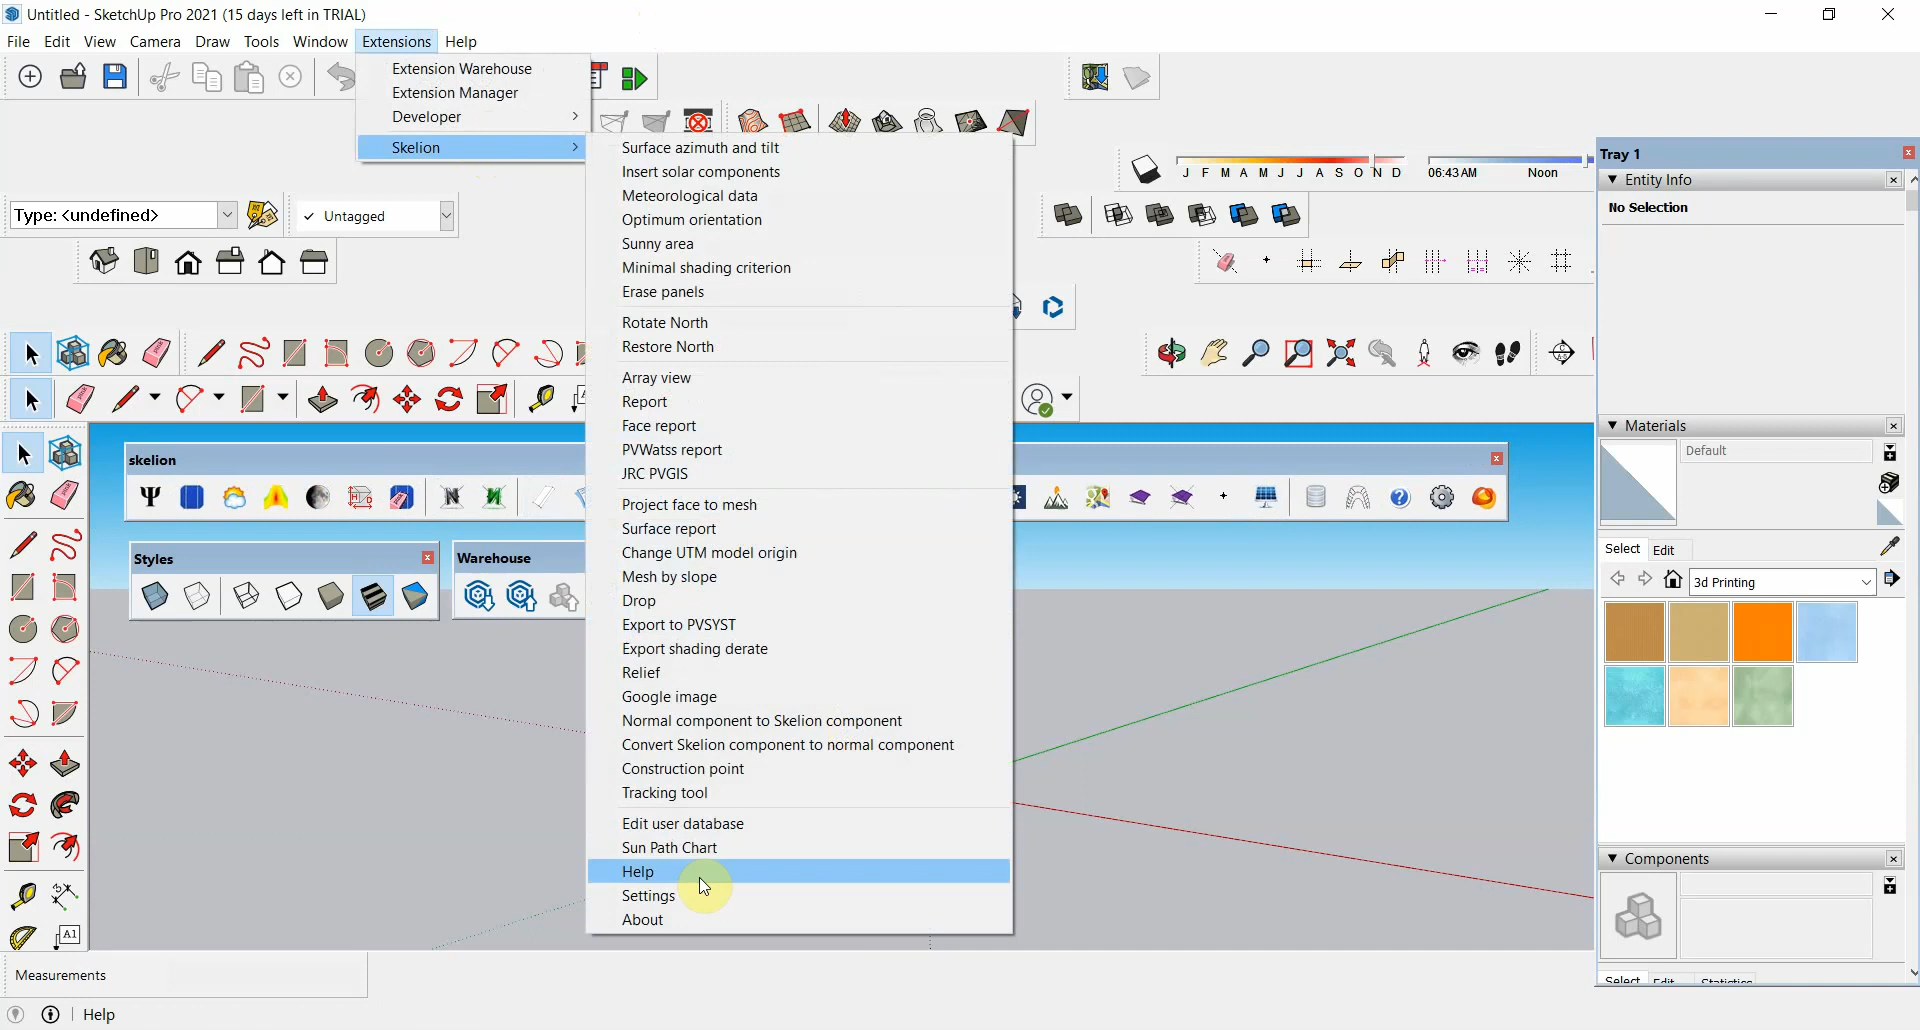 Untitled - SketchUp Pro 2021 (15 days left in TRIAL)
File Edit View Camera Draw Tools Window Extensions Help
Extension Warehouse
Extension Manager
Developer
Skelion
Surface azimuth and tilt
Insert solar components
Meteorological data
Optimum orientation
Sunny area
Minimal shading criterion
Erase panels
Rotate North
Restore North
Array view
Report
Face report
PVWatss report
JRC PVGIS
Project face to mesh
Surface report
Change UTM model origin
Mesh by slope
Drop
Export to PVSYST
Export shading derate
Relief
Google image
Normal component to Skelion component
Convert Skelion component to normal component
Construction point
Tracking tool
Edit user database
Sun Path Chart
Help
Settings
About
J F M A M J J A S O N D
06:43 AM Noon
Type: <undefined>
Untagged
skelion
Styles
Warehouse
Tray 1
Entity Info
No Selection
Materials
Default
Select Edit
3d Printing
Components
Select Edit Statistics
A1
Measurements
Help